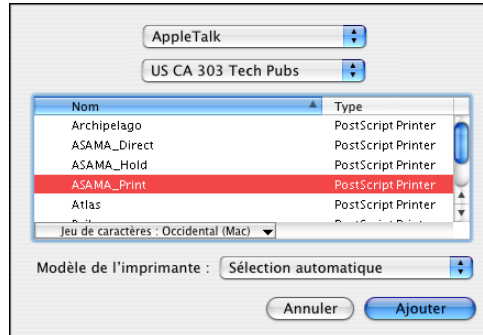 AppleTalk
US CA 303 Tech Pubs
Nom Type
Archipelago PostScript Printer
ASAMA_Direct PostScript Printer
ASAMA_Hold PostScript Printer
ASAMA_Print PostScript Printer
Atlas PostScript Printer
Jeu de caractères : Occidental (Mac)
Modèle de l'imprimante : Sélection automatique
Annuler Ajouter